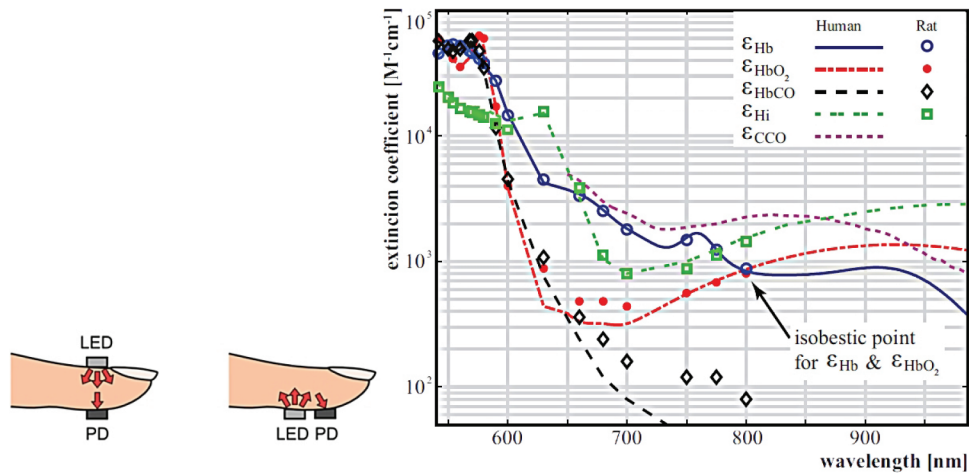 LED
PD
LED PD
extincion coefficient [M⁻¹cm⁻¹]
10⁵
10⁴
10³
10²
Human Rat
εHb
εHbO₂
εHbCO
εHi
εCCO
isobestic point
for εHb & εHbO₂
600 700 800 900
wavelength [nm]